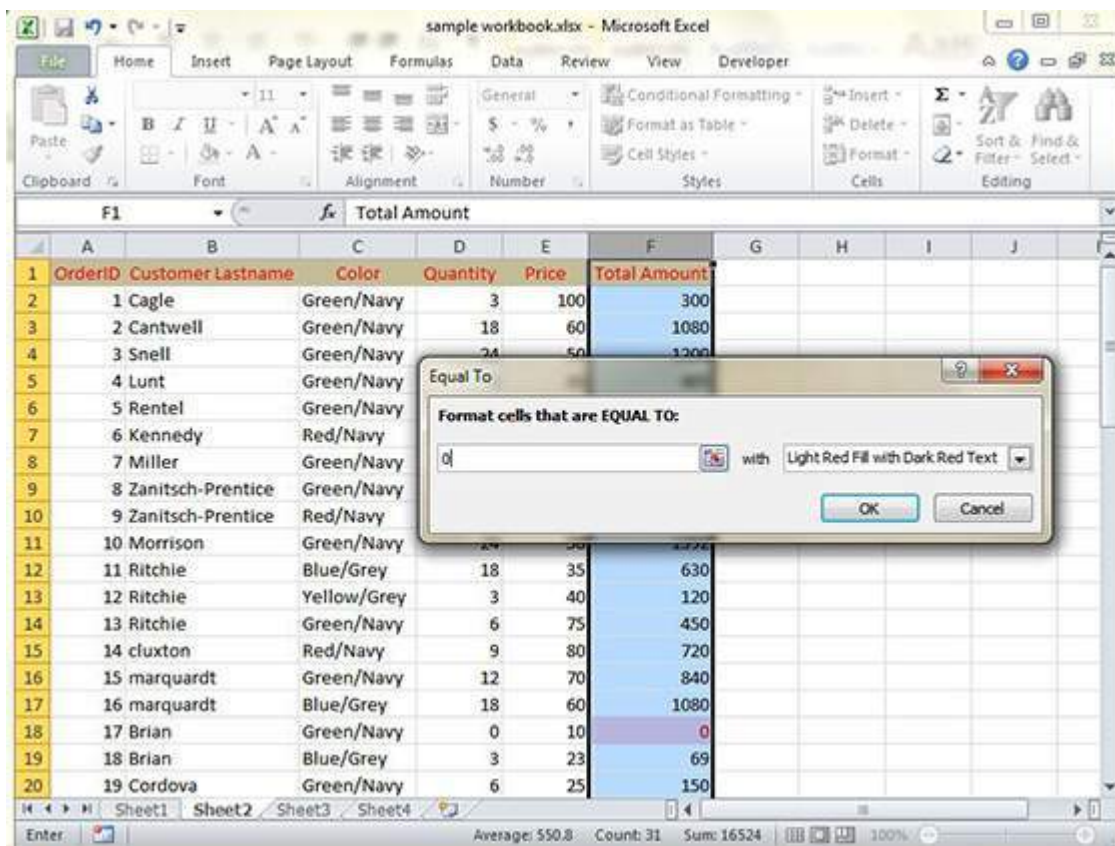 sample workbook.xlsx - Microsoft Excel
File Home Insert Page Layout Formulas Data Review View Developer
Paste
11
B I U A A
A
General
$ - % ,
Conditional Formatting
Format as Table
Cell Styles
Insert
Delete
Format
Σ
Sort & Filter
Find & Select
Clipboard Font Alignment Number Styles Cells Editing
F1 fx Total Amount
A B C D E F G H I J
1 OrderID Customer Lastname Color Quantity Price Total Amount
2 1 Cagle Green/Navy 3 100 300
3 2 Cantwell Green/Navy 18 60 1080
4 3 Snell Green/Navy 24 50 1200
5 4 Lunt Green/Navy
6 5 Rentel Green/Navy
7 6 Kennedy Red/Navy
8 7 Miller Green/Navy
9 8 Zanitsch-Prentice Green/Navy
10 9 Zanitsch-Prentice Red/Navy
11 10 Morrison Green/Navy
12 11 Ritchie Blue/Grey 18 35 630
13 12 Ritchie Yellow/Grey 3 40 120
14 13 Ritchie Green/Navy 6 75 450
15 14 cluxton Red/Navy 9 80 720
16 15 marquardt Green/Navy 12 70 840
17 16 marquardt Blue/Grey 18 60 1080
18 17 Brian Green/Navy 0 10 0
19 18 Brian Blue/Grey 3 23 69
20 19 Cordova Green/Navy 6 25 150
Equal To
Format cells that are EQUAL TO:
0 with Light Red Fill with Dark Red Text
OK Cancel
Sheet1 Sheet2 Sheet3 Sheet4
Enter Average: 550.8 Count: 31 Sum: 16524 100%